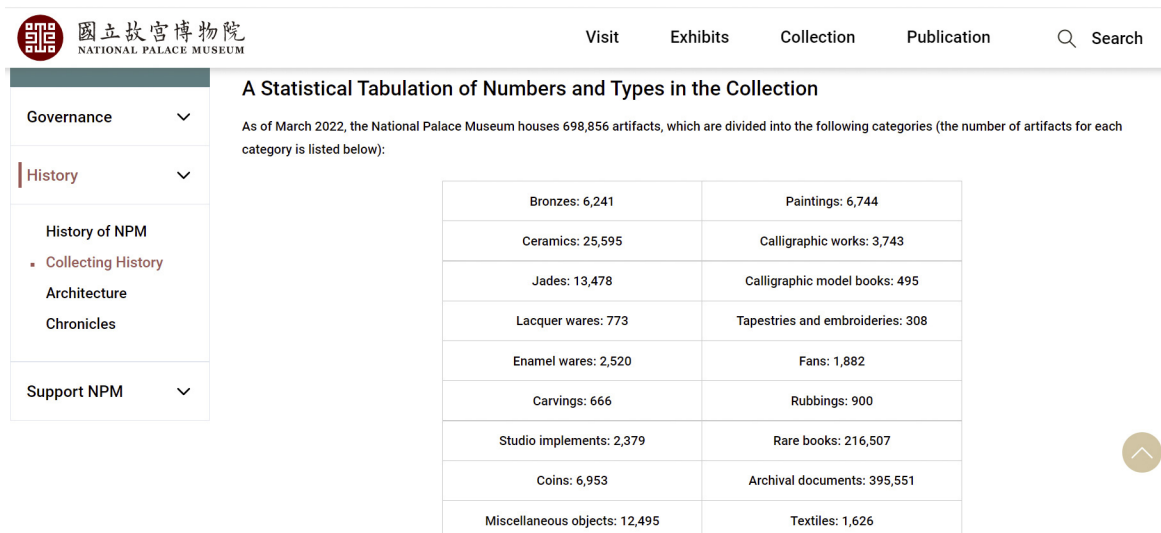 國立故宮博物院
NATIONAL PALACE MUSEUM
Visit
Exhibits
Collection
Publication
Search
Governance
History
History of NPM
Collecting History
Architecture
Chronicles
Support NPM
A Statistical Tabulation of Numbers and Types in the Collection
As of March 2022, the National Palace Museum houses 698,856 artifacts, which are divided into the following categories (the number of artifacts for each
category is listed below):
Bronzes: 6,241
Paintings: 6,744
Ceramics: 25,595
Calligraphic works: 3,743
Jades: 13,478
Calligraphic model books: 495
Lacquer wares: 773
Tapestries and embroideries: 308
Enamel wares: 2,520
Fans: 1,882
Carvings: 666
Rubbings: 900
Studio implements: 2,379
Rare books: 216,507
Coins: 6,953
Archival documents: 395,551
Miscellaneous objects: 12,495
Textiles: 1,626